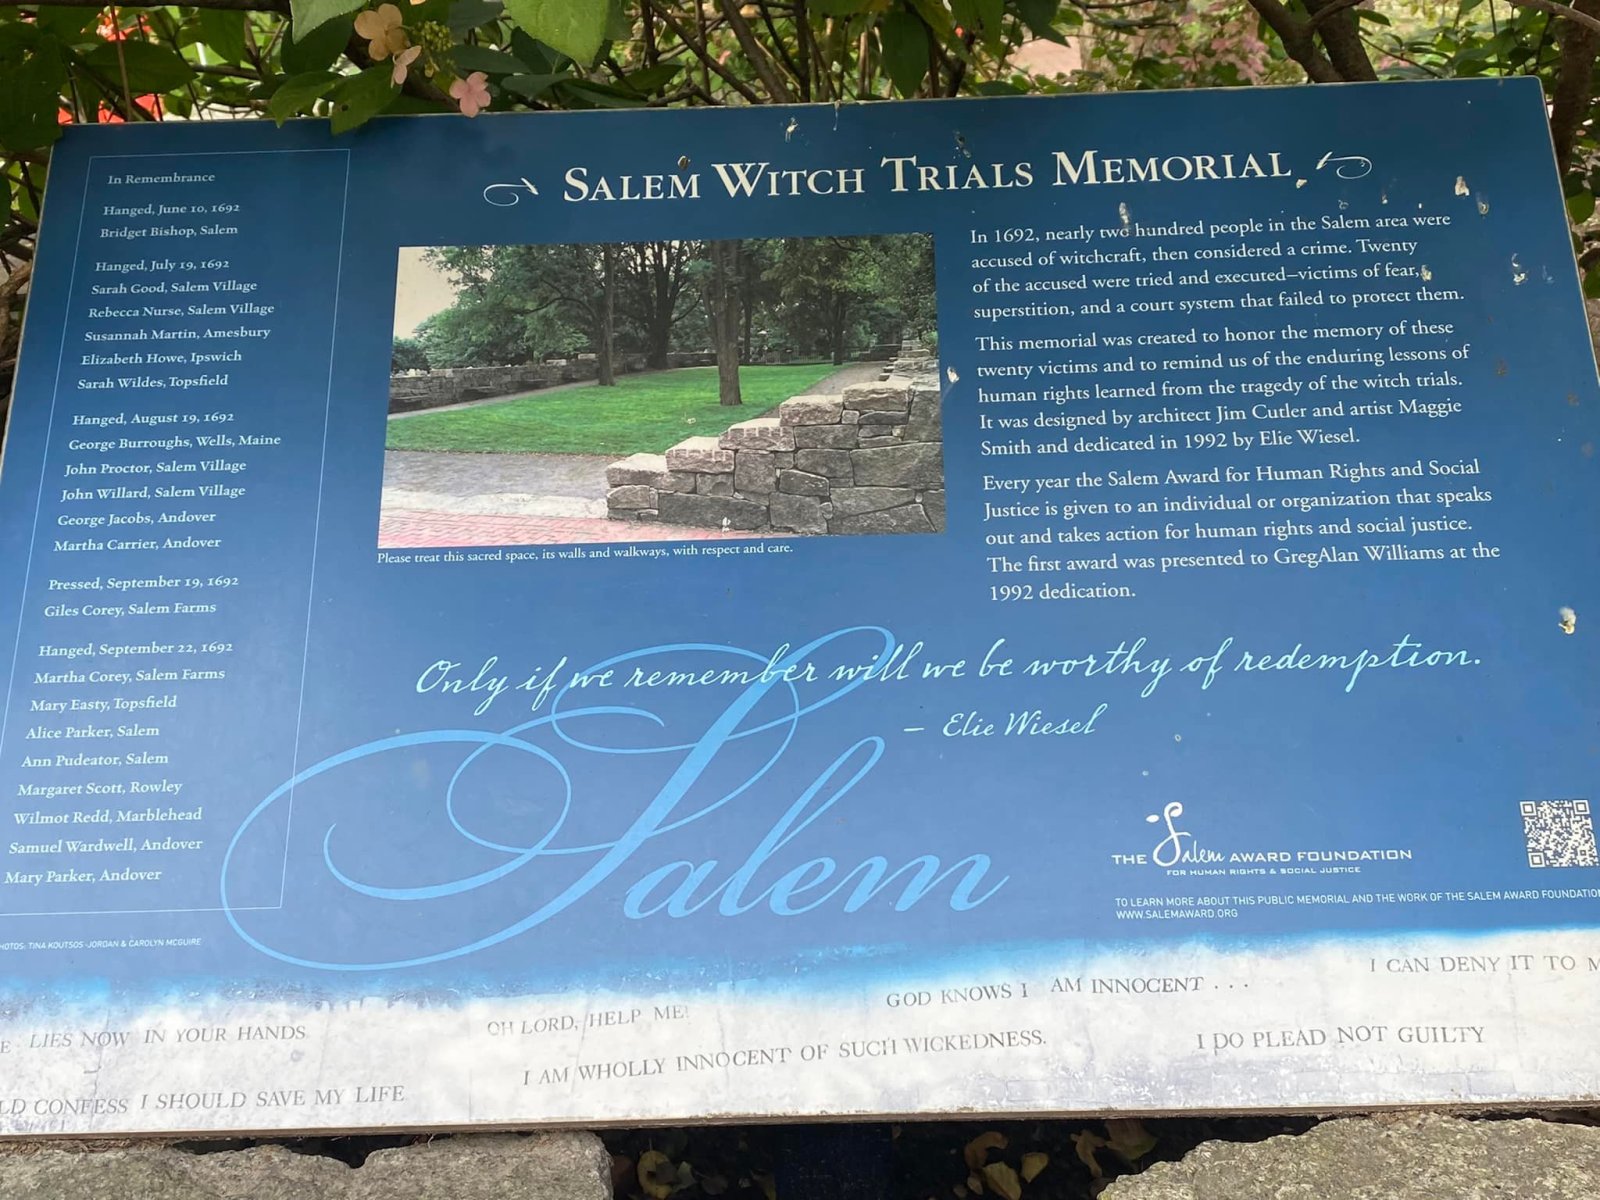 Salem Witch Trials Memorial
In Remembrance
Hanged, June 10, 1692
Bridget Bishop, Salem
Hanged, July 19, 1692
Sarah Good, Salem Village
Rebecca Nurse, Salem Village
Susannah Martin, Amesbury
Elizabeth Howe, Ipswich
Sarah Wildes, Topsfield
Hanged, August 19, 1692
George Burroughs, Wells, Maine
John Proctor, Salem Village
John Willard, Salem Village
George Jacobs, Andover
Martha Carrier, Andover
Pressed, September 19, 1692
Giles Corey, Salem Farms
Hanged, September 22, 1692
Martha Corey, Salem Farms
Mary Easty, Topsfield
Alice Parker, Salem
Ann Pudeator, Salem
Margaret Scott, Rowley
Wilmot Redd, Marblehead
Samuel Wardwell, Andover
Mary Parker, Andover
PHOTOS: TINA KOUTSOS-JORDAN & CAROLYN MCGUIRE
Please treat this sacred space, its walls and walkways, with respect and care.
In 1692, nearly two hundred people in the Salem area were
accused of witchcraft, then considered a crime. Twenty
of the accused were tried and executed–victims of fear,
superstition, and a court system that failed to protect them.
This memorial was created to honor the memory of these
twenty victims and to remind us of the enduring lessons of
human rights learned from the tragedy of the witch trials.
It was designed by architect Jim Cutler and artist Maggie
Smith and dedicated in 1992 by Elie Wiesel.
Every year the Salem Award for Human Rights and Social
Justice is given to an individual or organization that speaks
out and takes action for human rights and social justice.
The first award was presented to GregAlan Williams at the
1992 dedication.
Only if we remember will we be worthy of redemption.
– Elie Wiesel
Salem
THE Salem AWARD FOUNDATION
FOR HUMAN RIGHTS & SOCIAL JUSTICE
TO LEARN MORE ABOUT THIS PUBLIC MEMORIAL AND THE WORK OF THE SALEM AWARD FOUNDATION
WWW.SALEMAWARD.ORG
I CAN DENY IT TO M
GOD KNOWS I AM INNOCENT . . .
OH LORD, HELP ME!
E LIES NOW IN YOUR HANDS
I DO PLEAD NOT GUILTY
I AM WHOLLY INNOCENT OF SUCH WICKEDNESS.
LD CONFESS I SHOULD SAVE MY LIFE